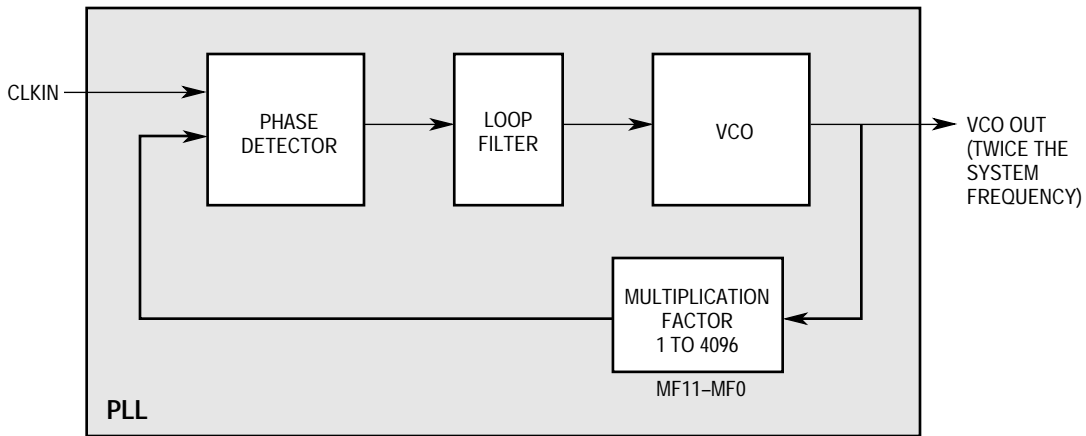 CLKIN
PHASE
DETECTOR
LOOP
FILTER
VCO
VCO OUT
(TWICE THE
SYSTEM
FREQUENCY)
MULTIPLICATION
FACTOR
1 TO 4096
MF11–MF0
PLL